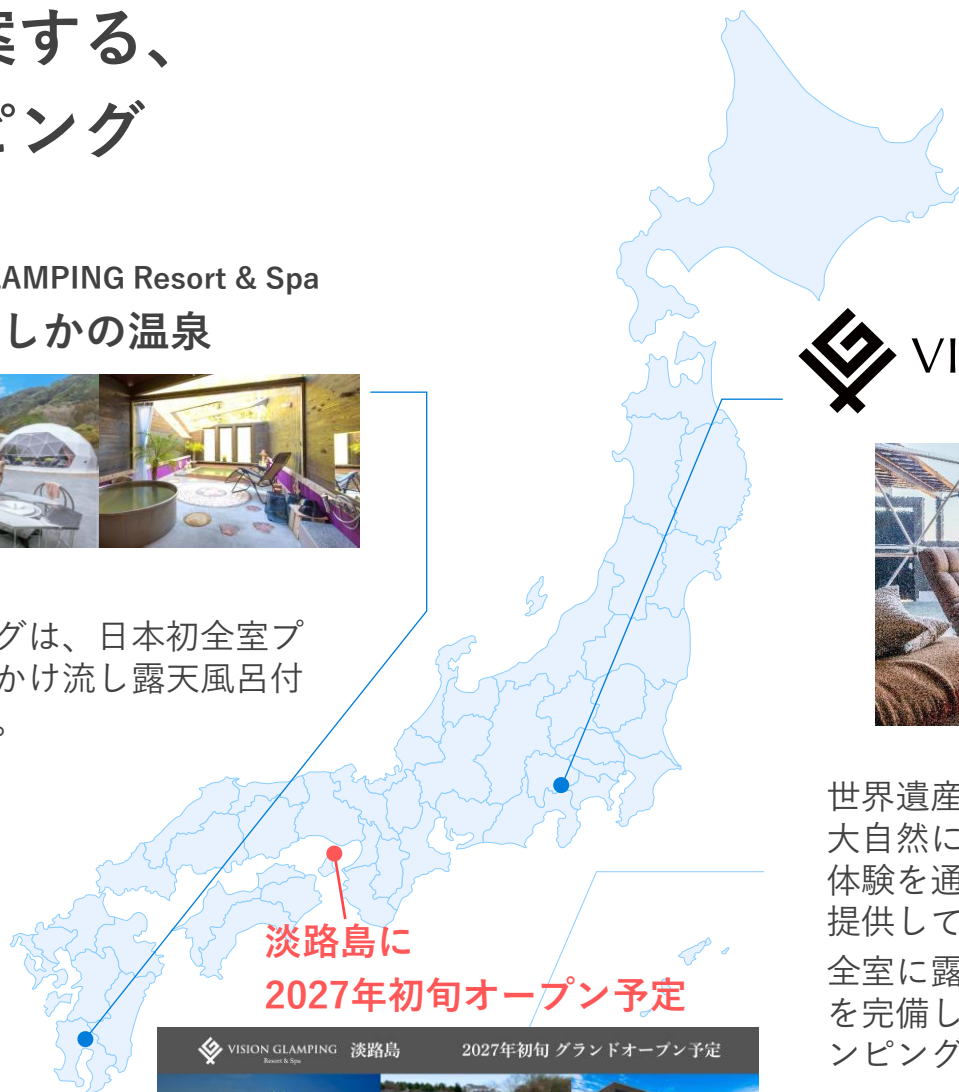 案する、
ピング
LAMPING Resort & Spa
しかの温泉
グは、日本初全室プ
かけ流し露天風呂付
。
VI
世界遺産
大自然に
体験を通
提供して
全室に露
を完備し
ンピング
淡路島に
2027年初旬オープン予定
VISION GLAMPING 淡路島 2027年初旬 グランドオープン予定
Resort & Spa